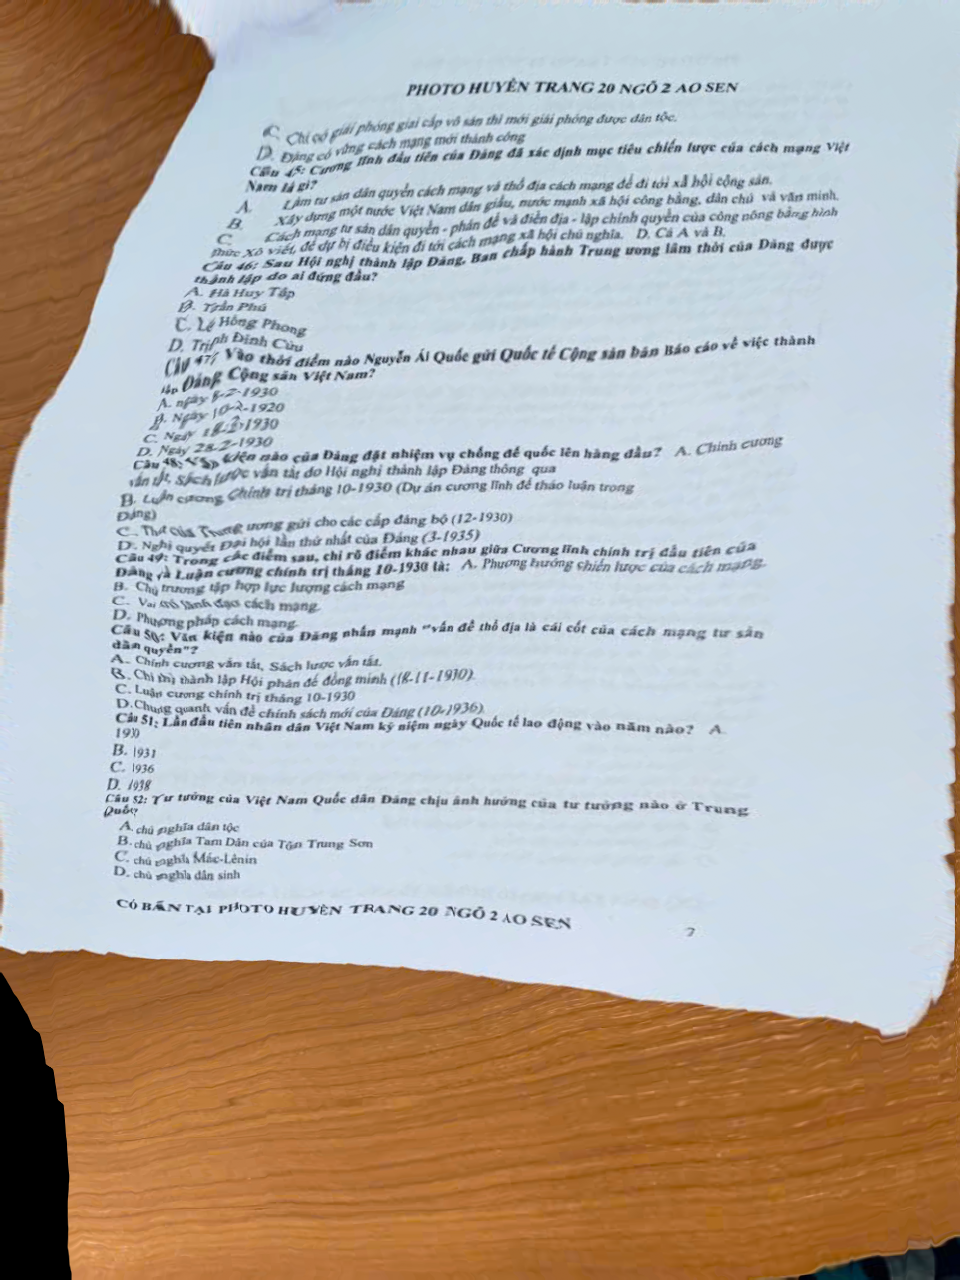 PHOTO HUYÊN TRANG 20 NGÕ 2 AO SEN
C. Chỉ có giải phóng giai cấp vô sản thì mới giải phóng được dân tộc.
D. Đảng có vững cách mạng mới thành công
Câu 45: Cương lĩnh đầu tiên của Đảng đã xác định mục tiêu chiến lược của cách mạng Việt
Nam là gì?
A. Làm tư sản dân quyền cách mạng và thổ địa cách mạng để đi tới xã hội cộng sản.
B. Xây dựng một nước Việt Nam dân giầu, nước mạnh xã hội công bằng, dân chủ và văn minh.
C. Cách mạng tư sản dân quyền - phản đế và điền địa - lập chính quyền của công nông bằng hình
thức Xô viết, để dự bị điều kiện đi tới cách mạng xã hội chủ nghĩa. D. Cả A và B.
Câu 46: Sau Hội nghị thành lập Đảng, Ban chấp hành Trung ương lâm thời của Đảng được
thành lập do ai đứng đầu?
A. Hà Huy Tập
B. Trần Phú
C. Lê Hồng Phong
D. Trịnh Đình Cửu
Câu 47: Vào thời điểm nào Nguyễn Ái Quốc gửi Quốc tế Cộng sản bản Báo cáo về việc thành
lập Đảng Cộng sản Việt Nam?
A. ngày 8-2-1930
B. Ngày 10-2-1920
C. Ngày 18-2-1930
D. Ngày 28-2-1930
Câu 48: Văn kiện nào của Đảng đặt nhiệm vụ chống đế quốc lên hàng đầu? A. Chính cương
vắn tắt, Sách lược vắn tắt do Hội nghị thành lập Đảng thông qua
B. Luận cương Chính trị tháng 10-1930 (Dự án cương lĩnh để thảo luận trong
Đảng)
C. Thư của Trung ương gửi cho các cấp đảng bộ (12-1930)
D. Nghị quyết Đại hội lần thứ nhất của Đảng (3-1935)
Câu 49: Trong các điểm sau, chỉ rõ điểm khác nhau giữa Cương lĩnh chính trị đầu tiên của
Đảng và Luận cương chính trị tháng 10-1930 là: A. Phương hướng chiến lược của cách mạng.
B. Chủ trương tập hợp lực lượng cách mạng
C. Vai trò lãnh đạo cách mạng.
D. Phương pháp cách mạng.
Câu 50: Văn kiện nào của Đảng nhấn mạnh "vấn đề thổ địa là cái cốt của cách mạng tư sản
dân quyền"?
A. Chính cương vắn tắt, Sách lược vắn tắt.
B. Chỉ thị thành lập Hội phản đế đồng minh (18-11-1930).
C. Luận cương chính trị tháng 10-1930
D.Chung quanh vấn đề chính sách mới của Đảng (10-1936)
Câu 51: Lần đầu tiên nhân dân Việt Nam kỷ niệm ngày Quốc tế lao động vào năm nào? A.
1930
B. 1931
C. 1936
D. 1938
Câu 52: Tư tưởng của Việt Nam Quốc dân Đảng chịu ảnh hưởng của tư tưởng nào ở Trung
Quốc?
A. chủ nghĩa dân tộc
B. chủ nghĩa Tam Dân của Tôn Trung Sơn
C. chủ nghĩa Mác-Lênin
D. chủ nghĩa dân sinh
CÓ BÁN TẠI PHOTO HUYÊN TRANG 20 NGÕ 2 AO SEN
7